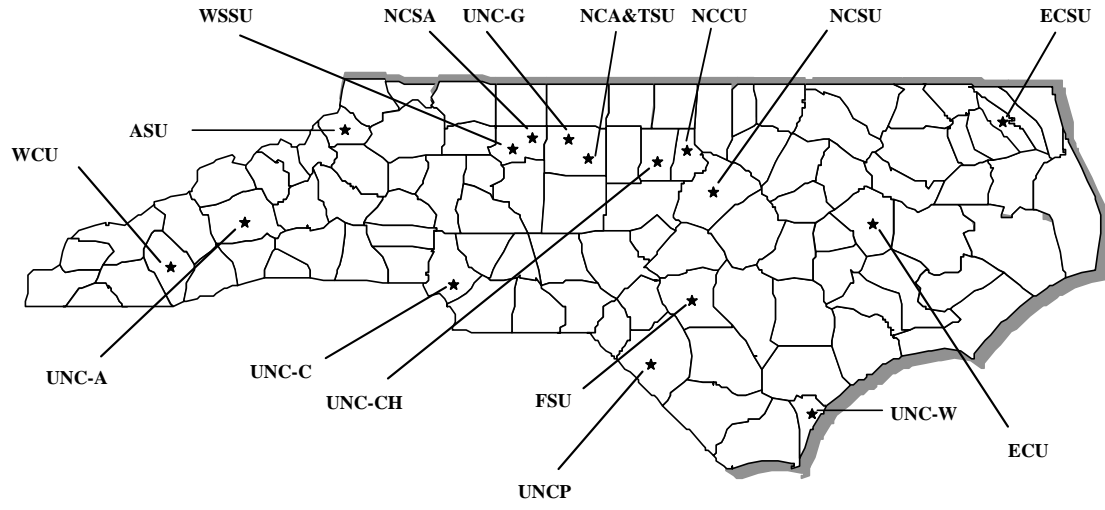 WSSU NCSA UNC-G NCA&TSU NCCU NCSU ECSU
ASU
WCU
UNC-A
UNC-C
UNC-CH
FSU
UNC-W
ECU
UNCP